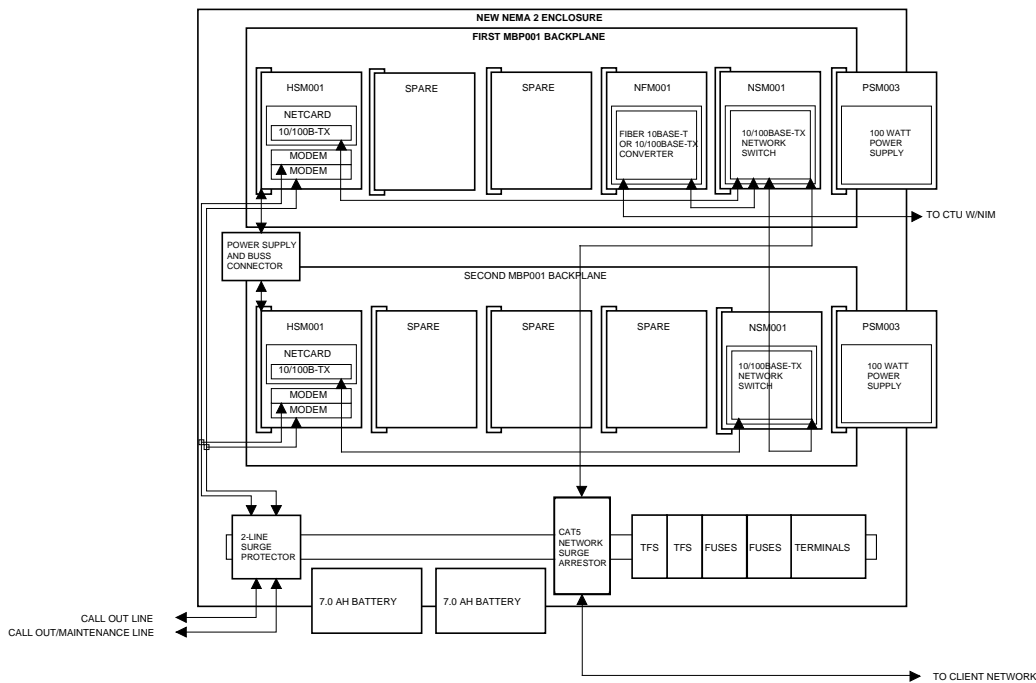 NEW NEMA 2 ENCLOSURE
FIRST MBP001 BACKPLANE
HSM001
SPARE
SPARE
NFM001
NSM001
PSM003
NETCARD
10/100B-TX
MODEM
MODEM
FIBER 10BASE-T
OR 10/100BASE-TX
CONVERTER
10/100BASE-TX
NETWORK
SWITCH
100 WATT
POWER
SUPPLY
TO CTU W/NIM
POWER SUPPLY
AND BUSS
CONNECTOR
SECOND MBP001 BACKPLANE
HSM001
SPARE
SPARE
SPARE
NSM001
PSM003
NETCARD
10/100B-TX
MODEM
MODEM
10/100BASE-TX
NETWORK
SWITCH
100 WATT
POWER
SUPPLY
2-LINE
SURGE
PROTECTOR
CAT5
NETWORK
SURGE
ARRESTOR
TFS
TFS
FUSES
FUSES
TERMINALS
7.0 AH BATTERY
7.0 AH BATTERY
CALL OUT LINE
CALL OUT/MAINTENANCE LINE
TO CLIENT NETWORK